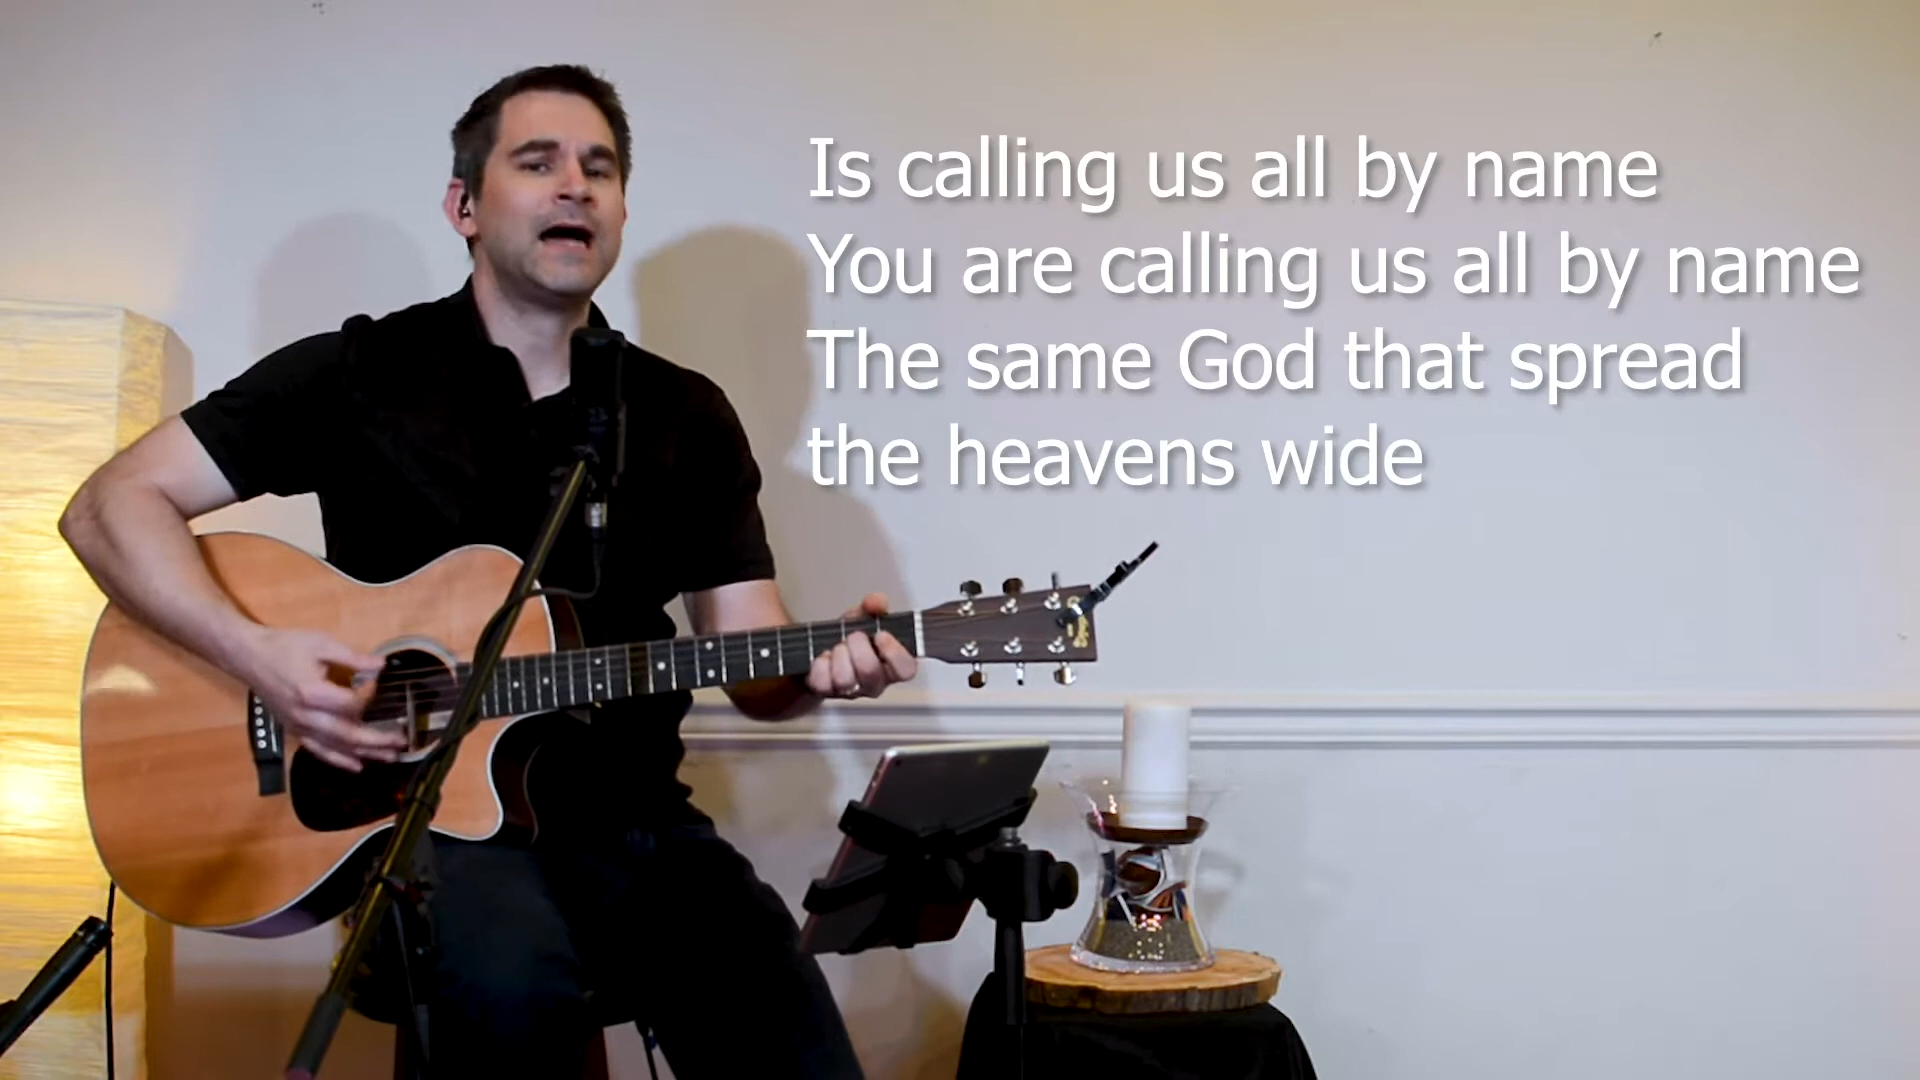 Is calling us all by name
You are calling us all by name
The same God that spread
the heavens wide